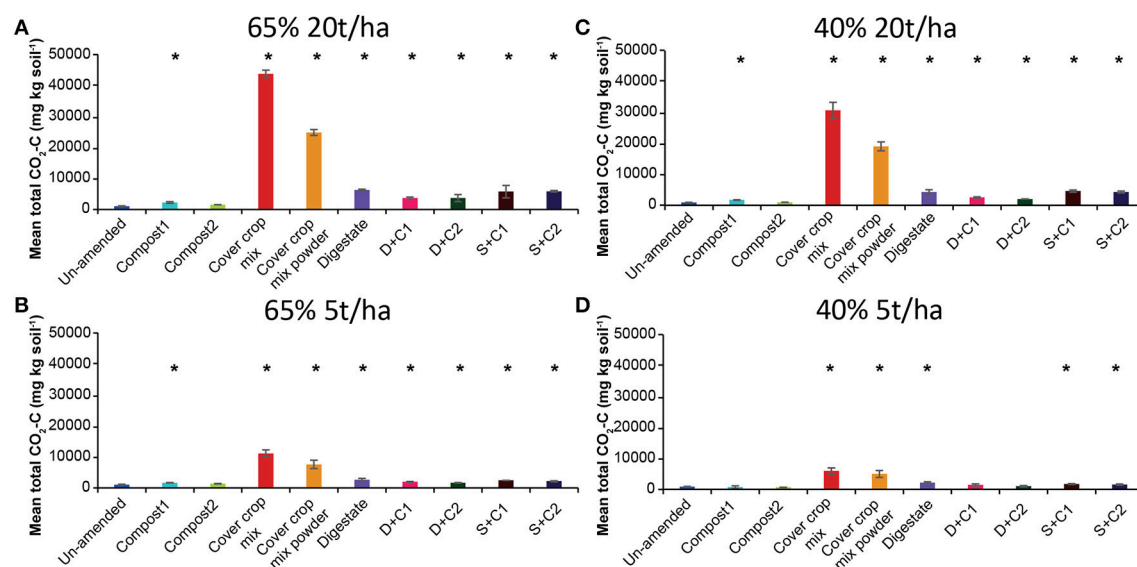 A
65% 20t/ha
Mean total CO₂-C (mg kg soil⁻¹)
50000
40000
30000
20000
10000
0
* * * * * * * *
Un-amended
Compost1
Compost2
Cover crop
mix
Cover crop
mix powder
Digestate
D+C1
D+C2
S+C1
S+C2
C
40% 20t/ha
Mean total CO₂-C (mg kg soil⁻¹)
50000
40000
30000
20000
10000
0
* * * * * * * *
Un-amended
Compost1
Compost2
Cover crop
mix
Cover crop
mix powder
Digestate
D+C1
D+C2
S+C1
S+C2
B
65% 5t/ha
Mean total CO₂-C (mg kg soil⁻¹)
50000
40000
30000
20000
10000
0
* * * * * * * *
Un-amended
Compost1
Compost2
Cover crop
mix
Cover crop
mix powder
Digestate
D+C1
D+C2
S+C1
S+C2
D
40% 5t/ha
Mean total CO₂-C (mg kg soil⁻¹)
50000
40000
30000
20000
10000
0
* * * * *
Un-amended
Compost1
Compost2
Cover crop
mix
Cover crop
mix powder
Digestate
D+C1
D+C2
S+C1
S+C2